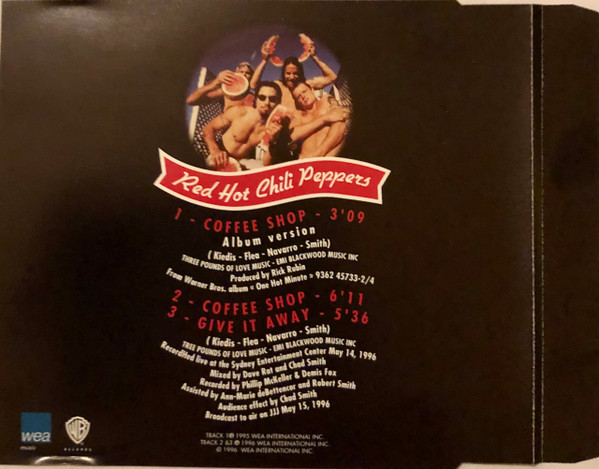 Red Hot Chili Peppers
1 - COFFEE SHOP - 3'09
Album version
( Kiedis - Flea - Navarro - Smith)
THREE POUNDS OF LOVE MUSIC - EMI BLACKWOOD MUSIC INC
Produced by Rick Rubin
From Warner Bros. album « One Hot Minute » 9362 45733-2/4
2 - COFFEE SHOP - 6'11
3 - GIVE IT AWAY - 5'36
( Kiedis - Flea - Navarro - Smith)
TREE POUNDS OF LOVE MUSIC - EMI BLACKWOOD MUSIC INC
Recordded live at the Sydney Entertainment Center May 14, 1996
Mixed by Dave Rat and Chad Smith
Recorded by Phillip McKeller & Demis Fox
Assisted by Ann-Marie deBettencor and Robert Smith
Audience effect by Chad Smith
Broadcast to air on JJJ May 15, 1996
wea
music
WB
RECORDS
TRACK 1℗ 1995 WEA INTERNATIONAL INC.
TRACK 2 &3 ℗ 1996 WEA INTERNATIONAL INC.
© 1996 WEA INTERNATIONAL INC.